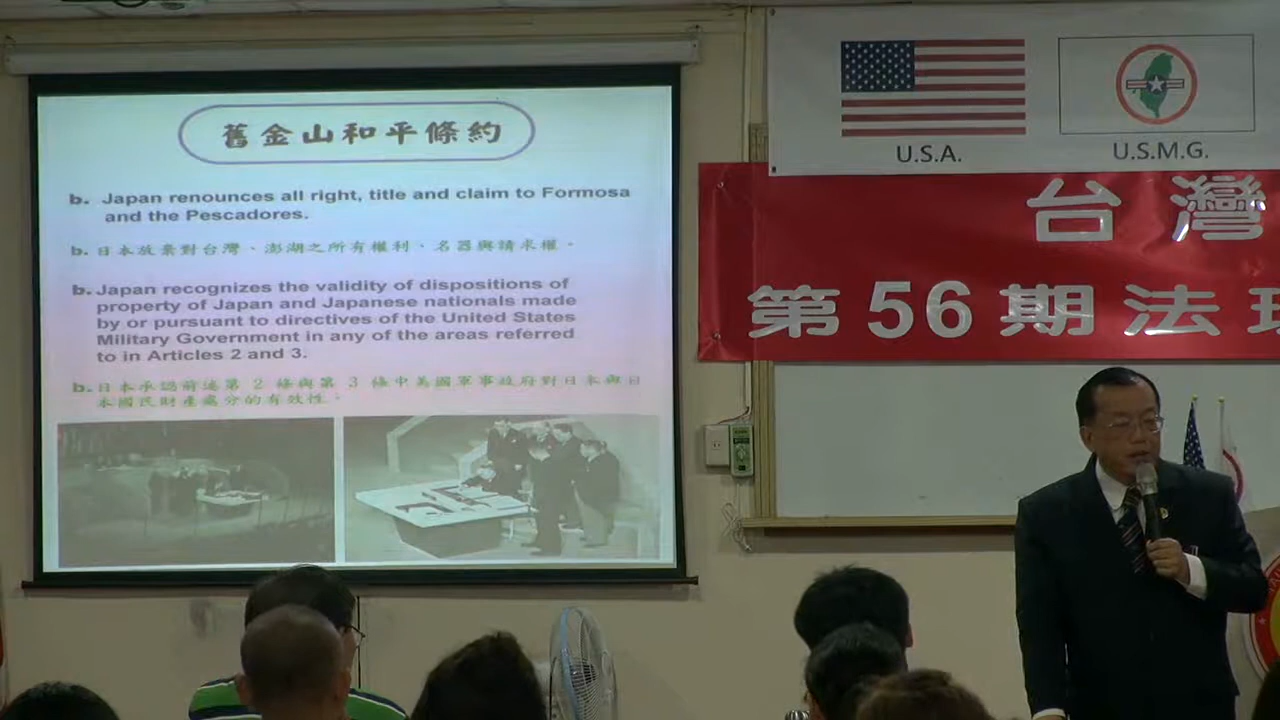 舊金山和平條約
b. Japan renounces all right, title and claim to Formosa
and the Pescadores.
b. 日本放棄對台灣、澎湖之所有權利、名器與請求權。
b. Japan recognizes the validity of dispositions of
property of Japan and Japanese nationals made
by or pursuant to directives of the United States
Military Government in any of the areas referred
to in Articles 2 and 3.
b. 日本承認前述第 2 條與第 3 條中美國軍事政府對日本與日
本國民財產處分的有效性。
U.S.A.
U.S.M.G.
台灣
第56期法理